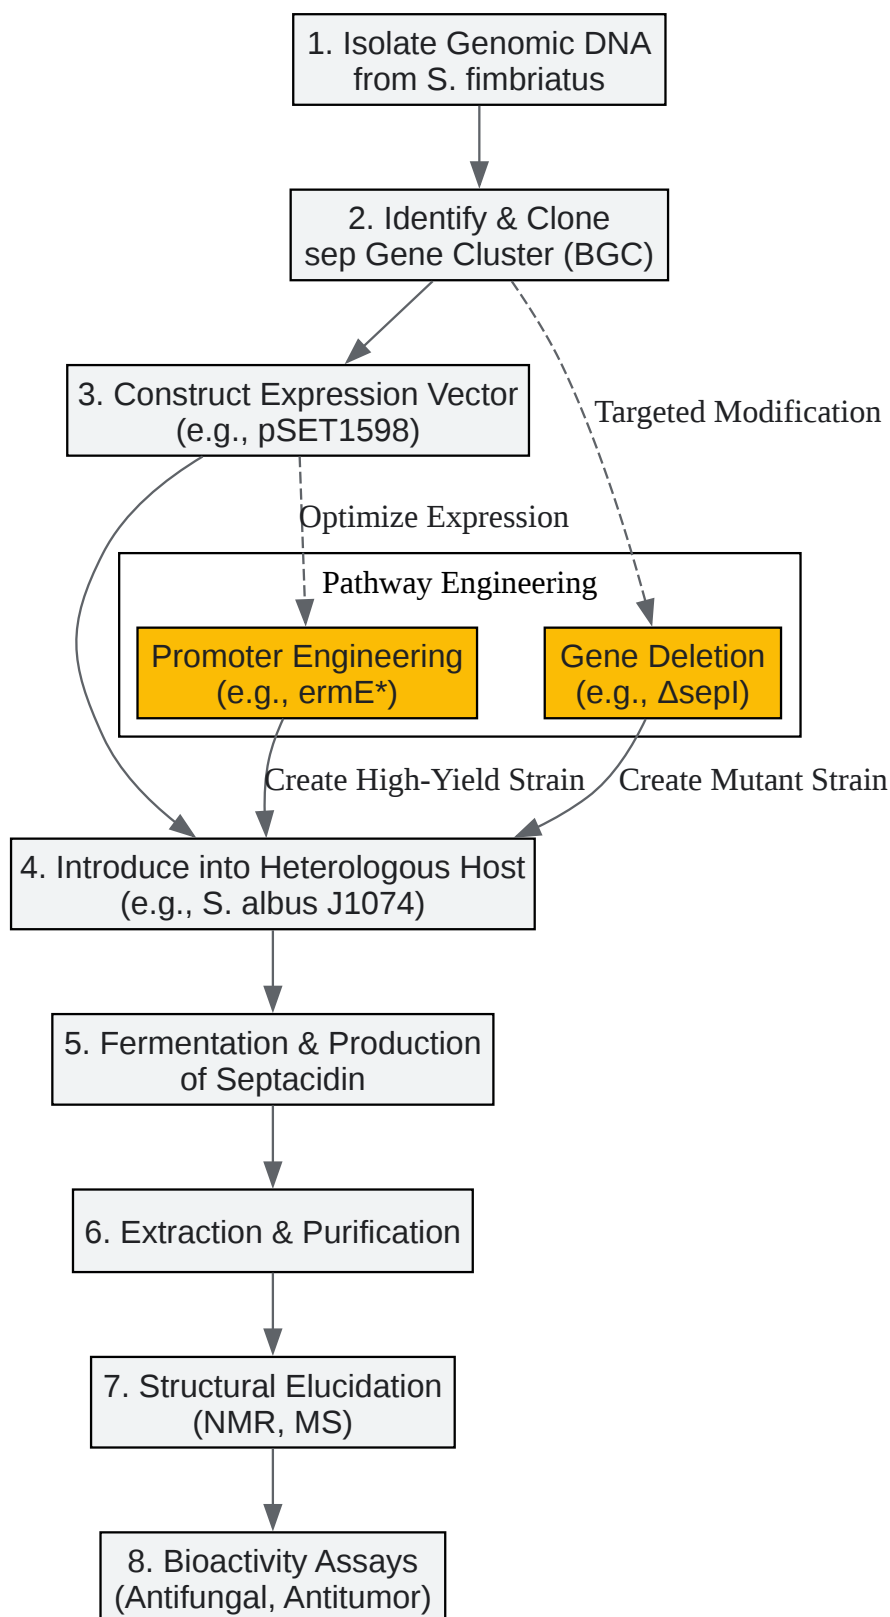 1. Isolate Genomic DNA
from S. fimbriatus
2. Identify & Clone
sep Gene Cluster (BGC)
3. Construct Expression Vector
(e.g., pSET1598)
Targeted Modification
Optimize Expression
Pathway Engineering
Promoter Engineering
(e.g., ermE*)
Gene Deletion
(e.g., ΔsepI)
Create High-Yield Strain
Create Mutant Strain
4. Introduce into Heterologous Host
(e.g., S. albus J1074)
5. Fermentation & Production
of Septacidin
6. Extraction & Purification
7. Structural Elucidation
(NMR, MS)
8. Bioactivity Assays
(Antifungal, Antitumor)